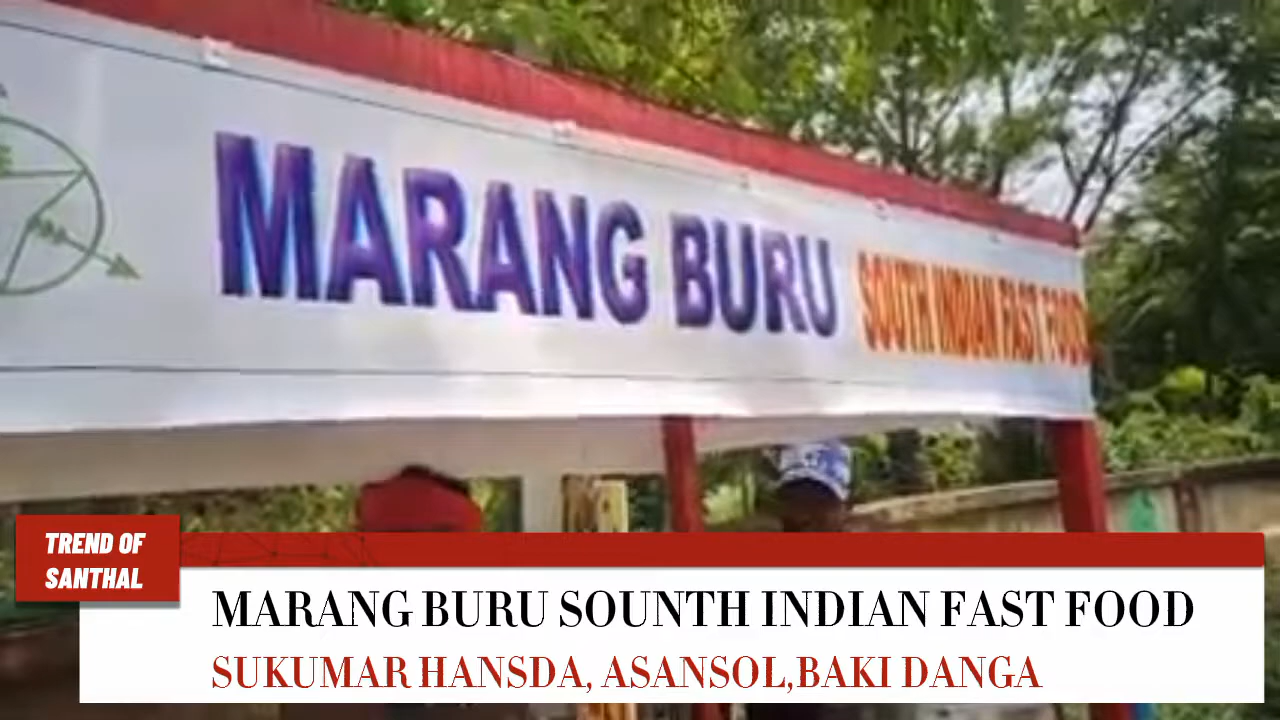 MARANG BURU SOUTH INDIAN FAST FOOD
TREND OF
SANTHAL
MARANG BURU SOUNTH INDIAN FAST FOOD
SUKUMAR HANSDA, ASANSOL,BAKI DANGA